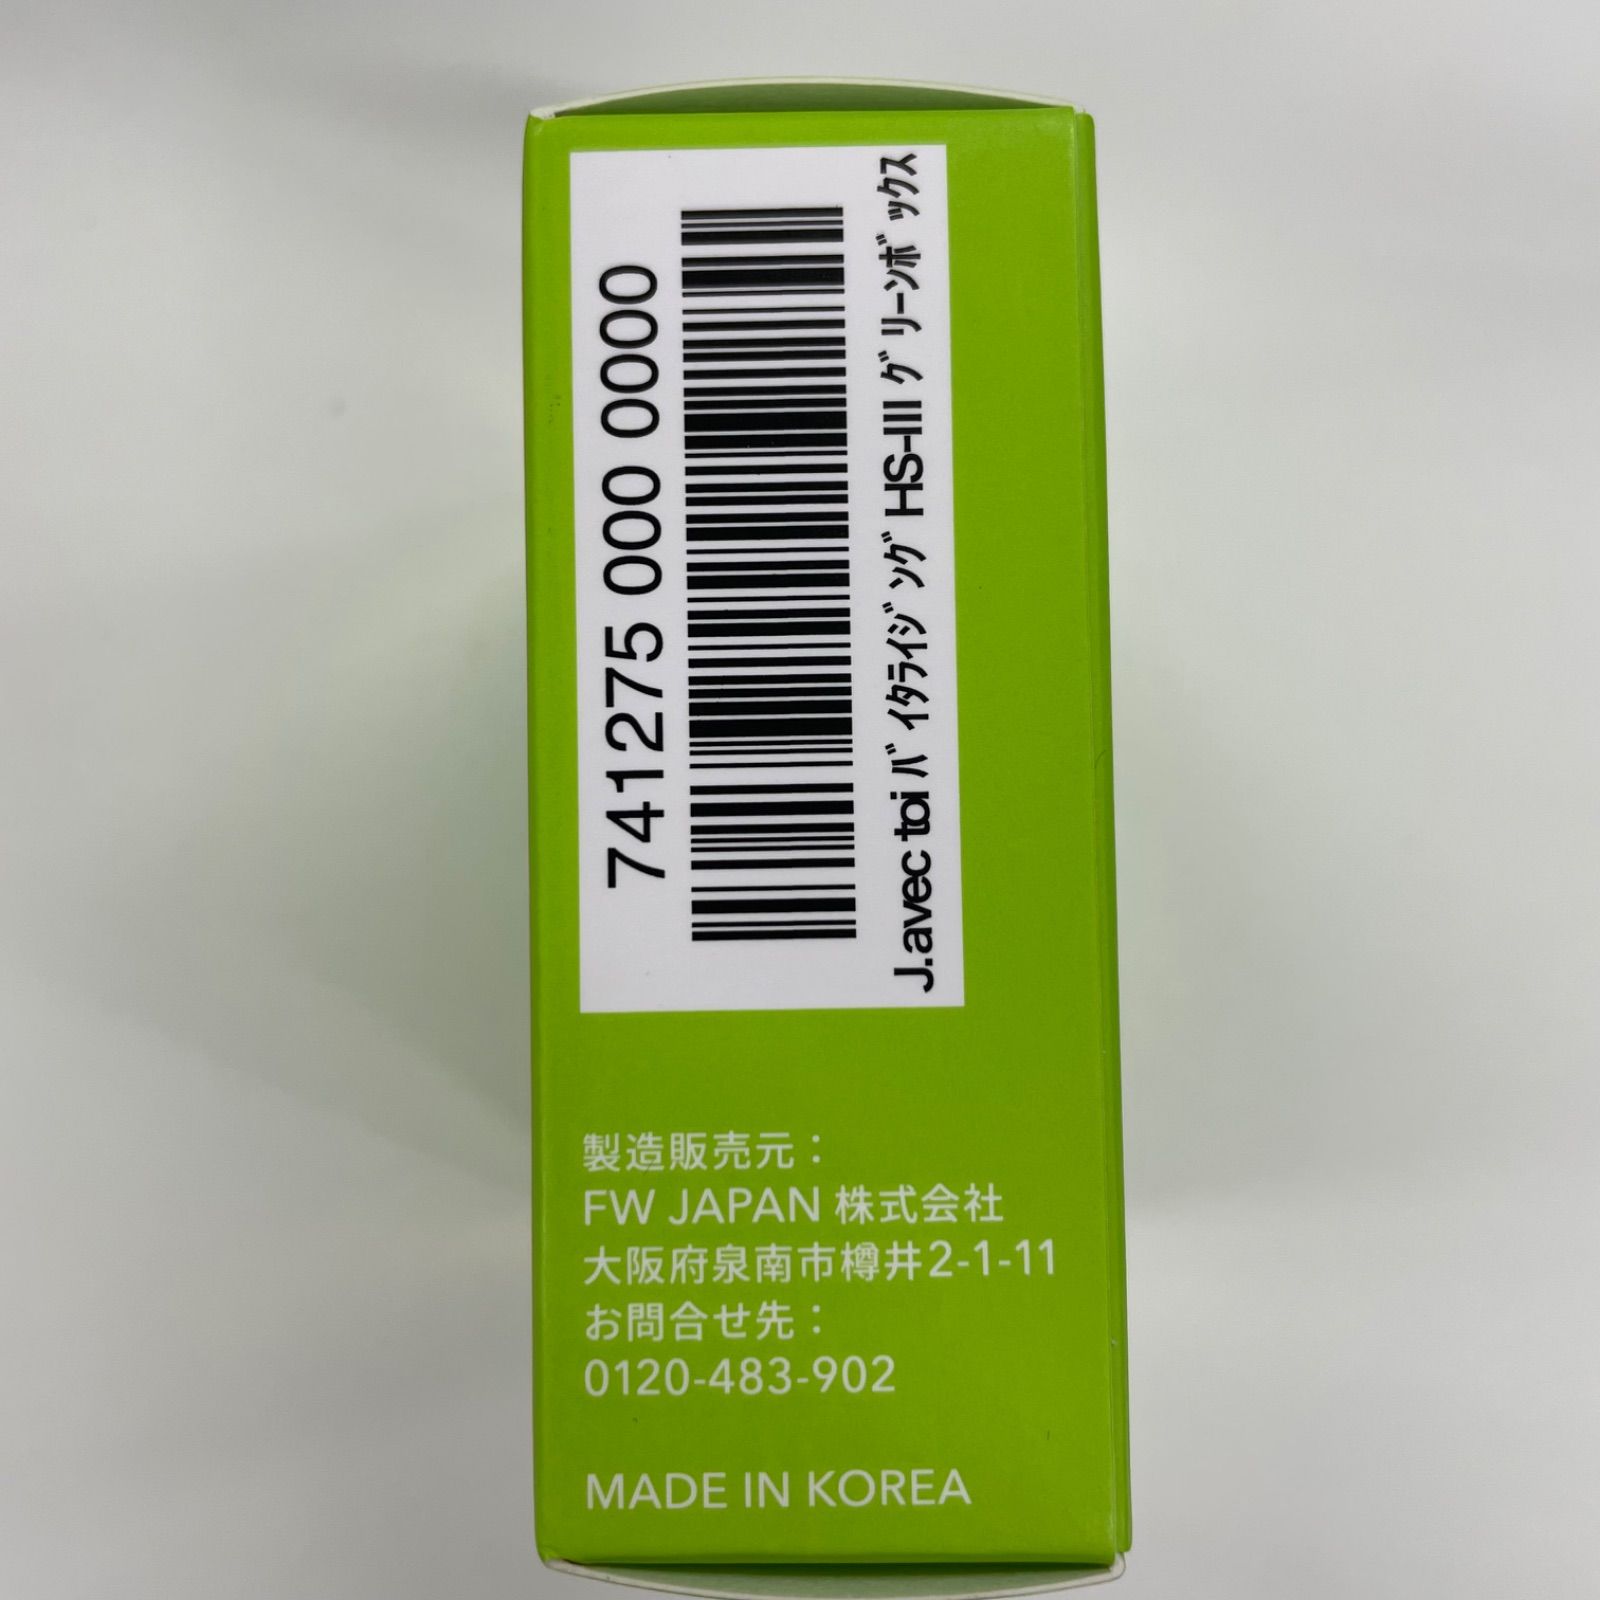 741275 000 0000
J.avec toi ﾊﾞｲﾀﾗｲｼﾞﾝｸﾞ HS-III ｸﾞﾘｰﾝﾎﾞｯｸｽ
製造販売元：
FW JAPAN 株式会社
大阪府泉南市樽井2-1-11
お問合せ先：
0120-483-902
MADE IN KOREA